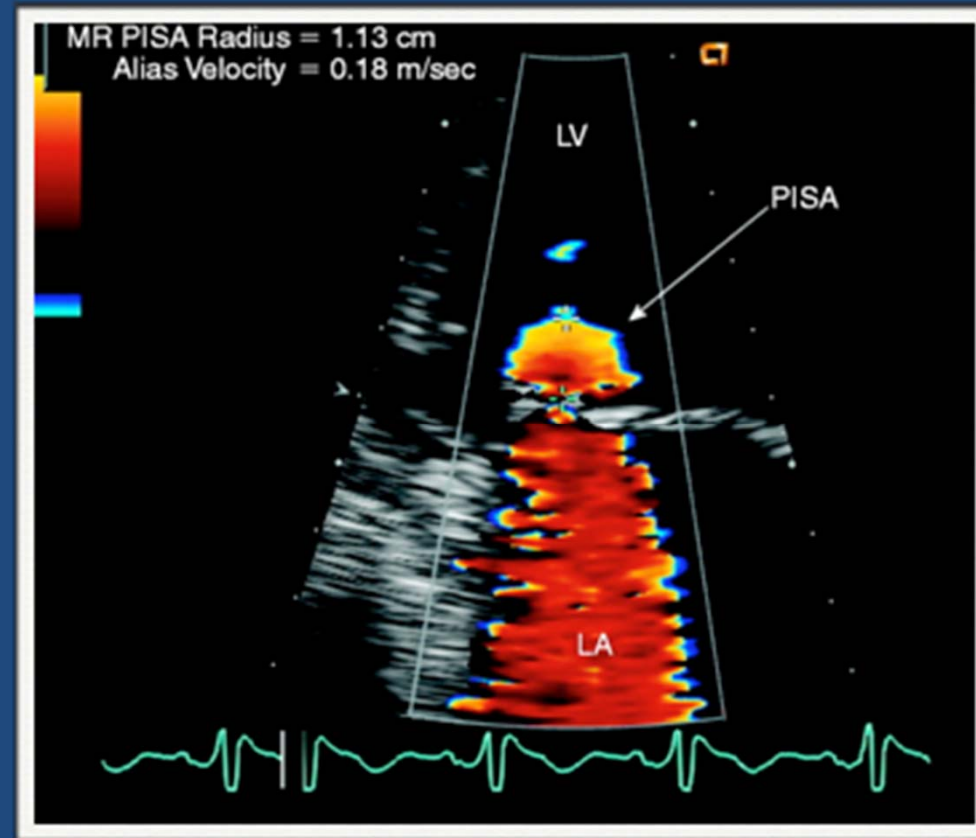 MR PISA Radius = 1.13 cm
Alias Velocity = 0.18 m/sec
LV
PISA
LA